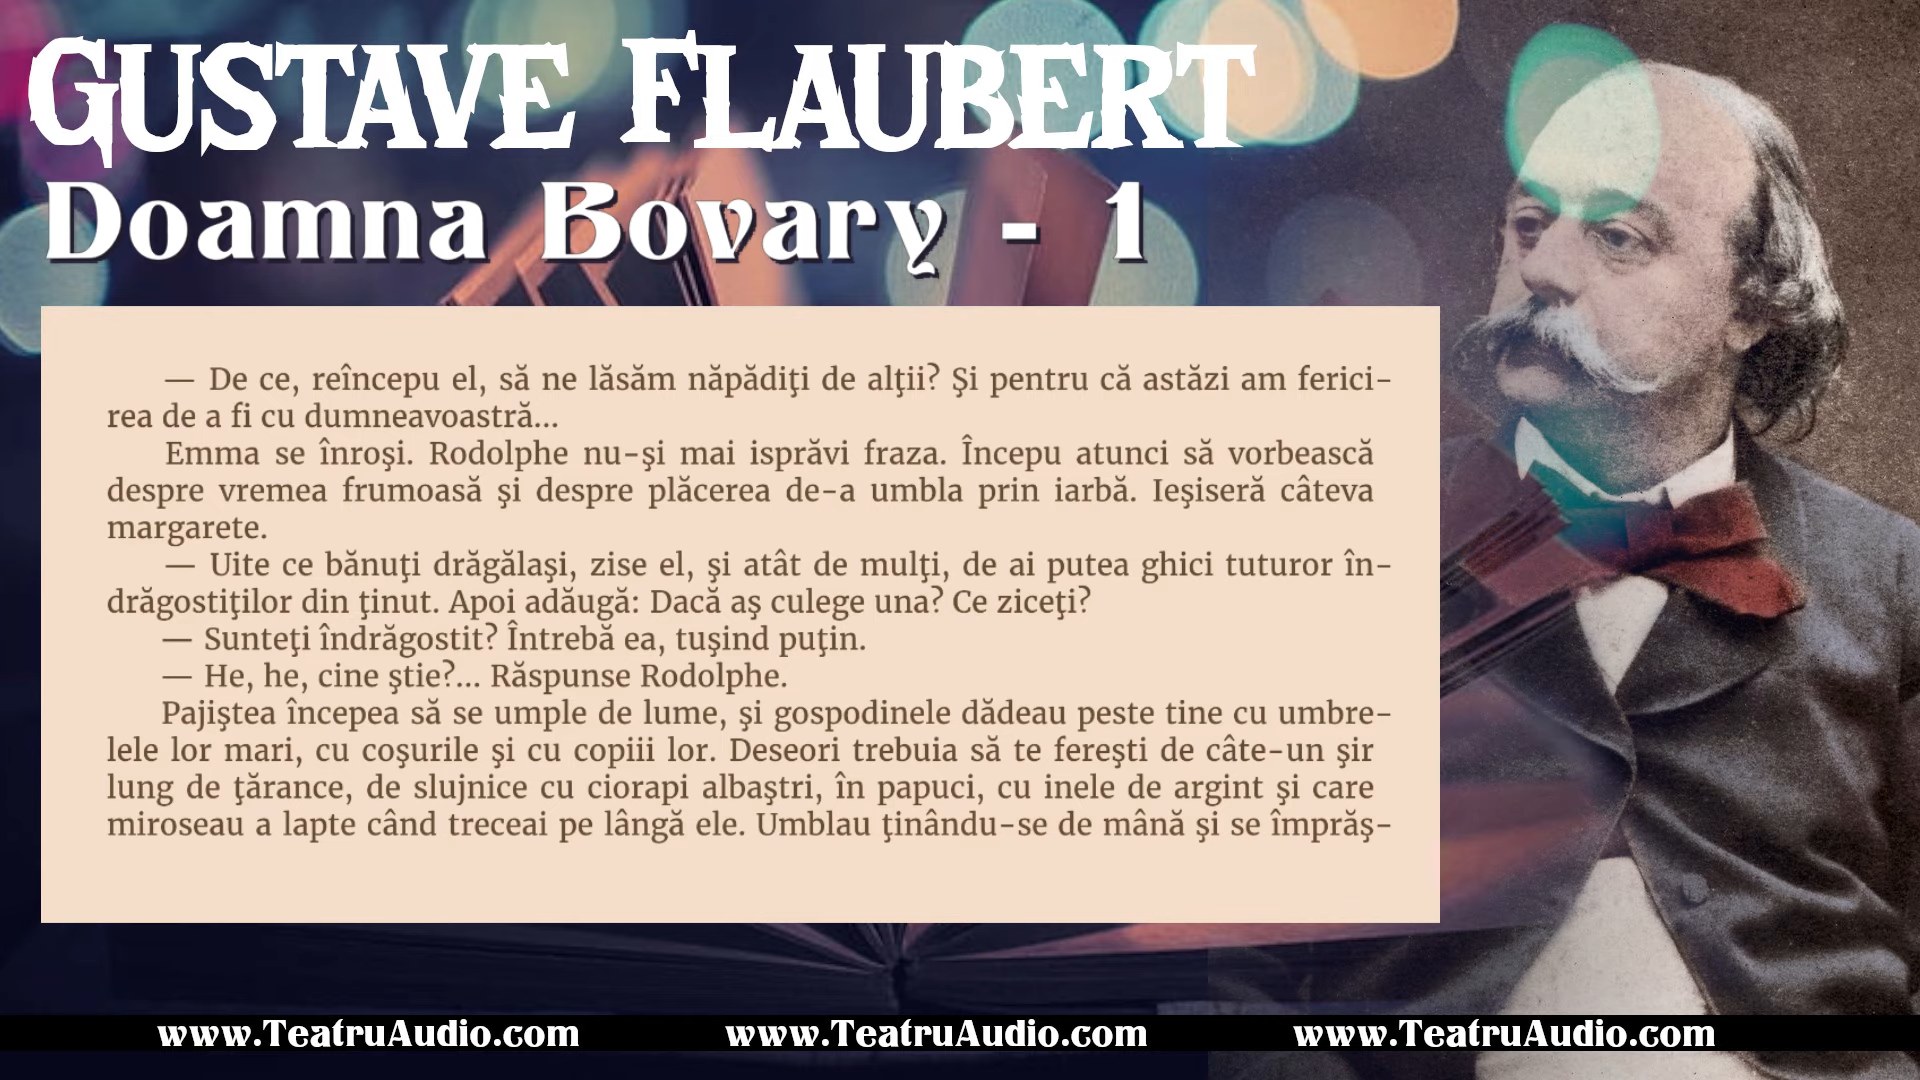 GUSTAVE FLAUBERT
Doamna Bovary - 1
— De ce, reîncepu el, să ne lăsăm năpădiţi de alţii? Şi pentru că astăzi am ferici-
rea de a fi cu dumneavoastră...
Emma se înroşi. Rodolphe nu-şi mai isprăvi fraza. Începu atunci să vorbească
despre vremea frumoasă şi despre plăcerea de-a umbla prin iarbă. Ieşiseră câteva
margarete.
— Uite ce bănuţi drăgălaşi, zise el, şi atât de mulţi, de ai putea ghici tuturor în-
drăgostiţilor din ţinut. Apoi adăugă: Dacă aş culege una? Ce ziceţi?
— Sunteţi îndrăgostit? Întrebă ea, tuşind puţin.
— He, he, cine ştie?... Răspunse Rodolphe.
Pajiştea începea să se umple de lume, şi gospodinele dădeau peste tine cu umbre-
lele lor mari, cu coşurile şi cu copiii lor. Deseori trebuia să te fereşti de câte-un şir
lung de ţărance, de slujnice cu ciorapi albaştri, în papuci, cu inele de argint şi care
miroseau a lapte când treceai pe lângă ele. Umblau ţinându-se de mână şi se împrăş-
www.TeatruAudio.com www.TeatruAudio.com www.TeatruAudio.com